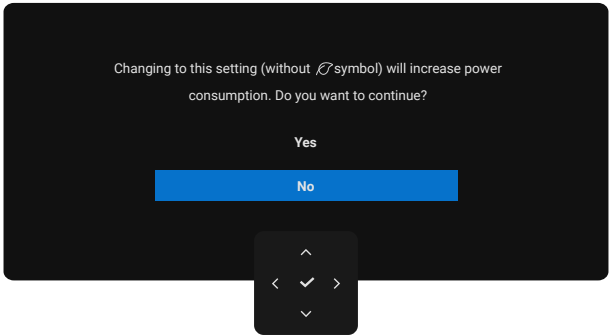 Changing to this setting (without symbol) will increase power
consumption. Do you want to continue?
Yes
No